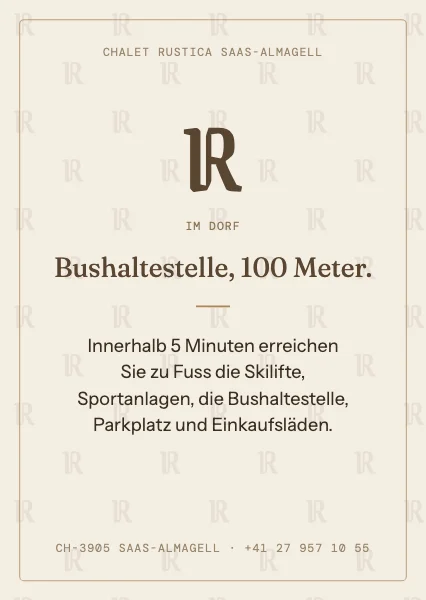 CHALET RUSTICA SAAS-ALMAGELL
R
IM DORF
Bushaltestelle, 100 Meter.
Innerhalb 5 Minuten erreichen
Sie zu Fuss die Skilifte,
Sportanlagen, die Bushaltestelle,
Parkplatz und Einkaufsläden.
CH-3905 SAAS-ALMAGELL · +41 27 957 10 55